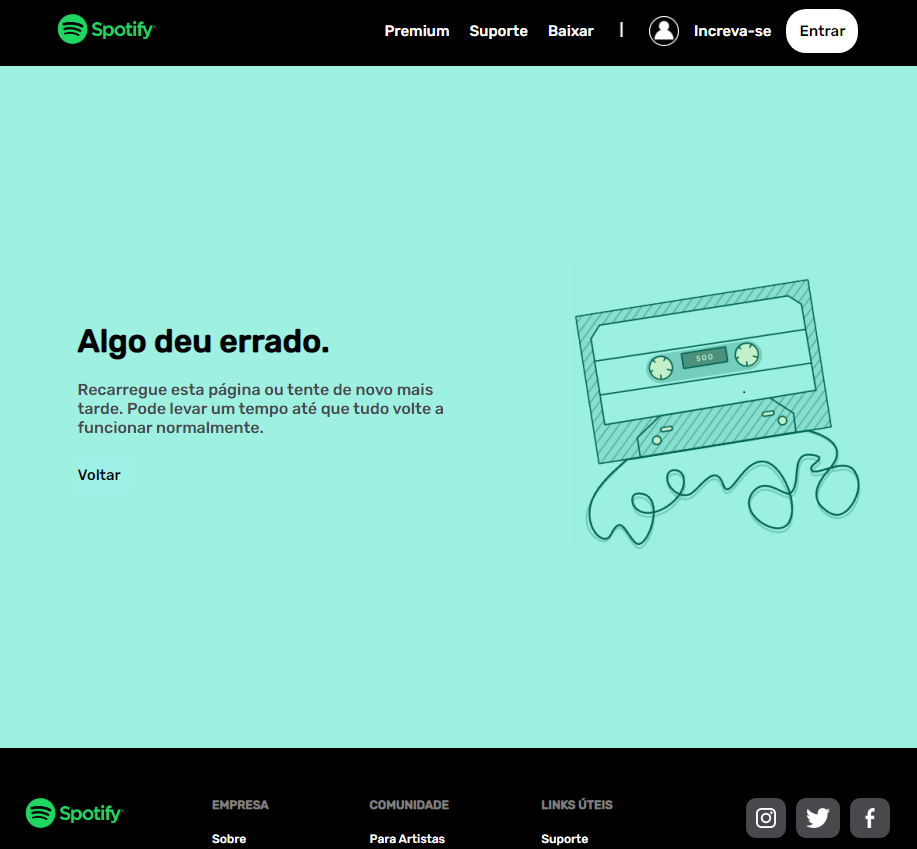 Spotify
Premium Suporte Baixar | Increva-se Entrar
Algo deu errado.
Recarregue esta página ou tente de novo mais
tarde. Pode levar um tempo até que tudo volte a
funcionar normalmente.
Voltar
500
Spotify
EMPRESA COMUNIDADE LINKS ÚTEIS
Sobre Para Artistas Suporte